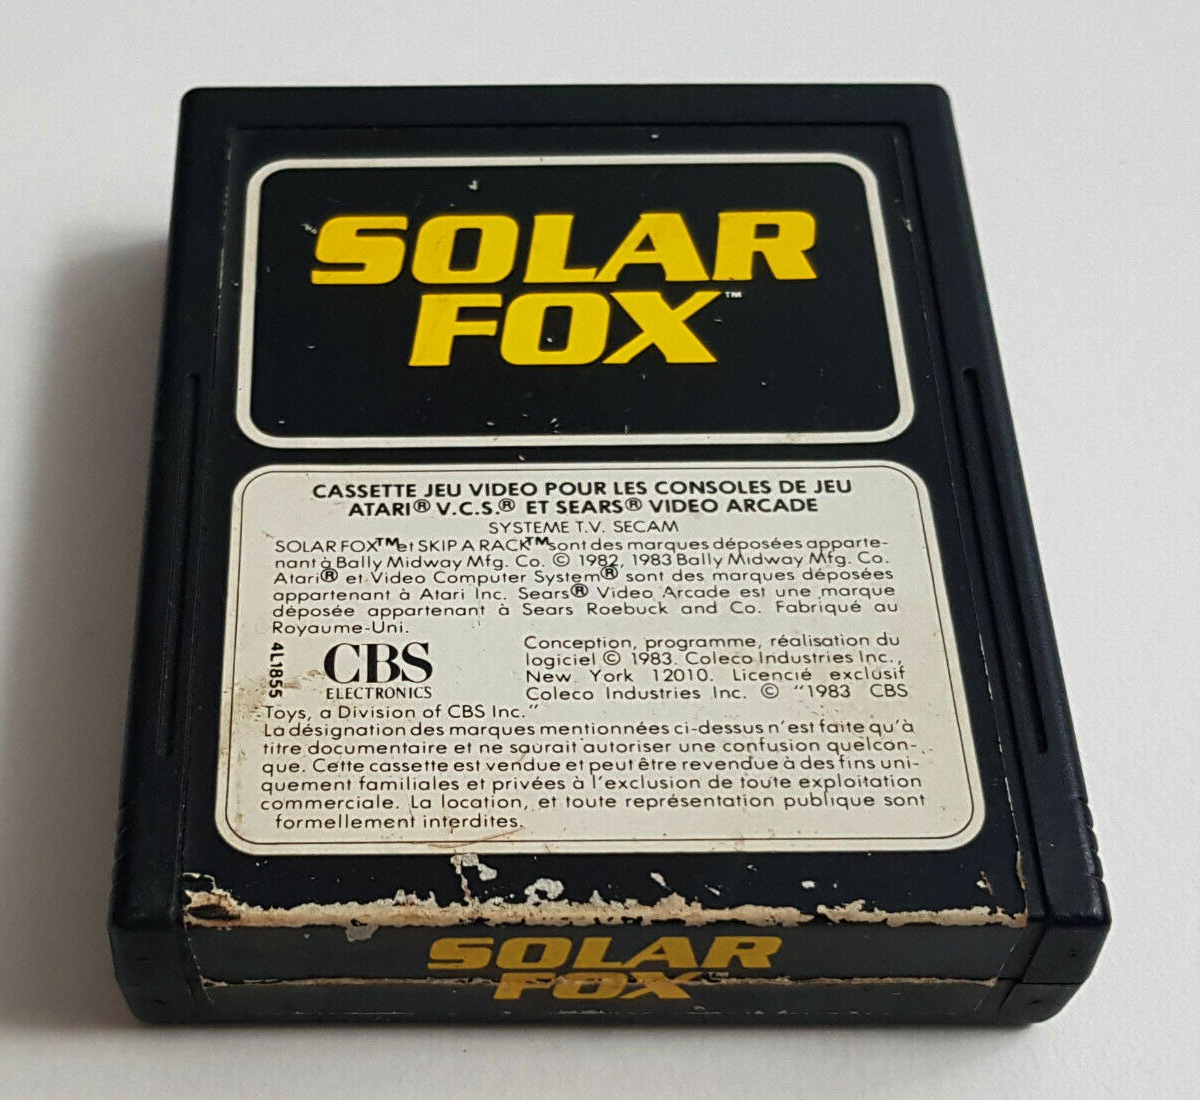 SOLAR
FOX™
CASSETTE JEU VIDEO POUR LES CONSOLES DE JEU
ATARI® V.C.S.® ET SEARS® VIDEO ARCADE
SYSTEME T.V. SECAM
SOLAR FOX™ et SKIP A RACK™ sont des marques déposées apparte-
nant à Bally Midway Mfg. Co. © 1982, 1983 Bally Midway Mfg. Co.
Atari® et Video Computer System® sont des marques déposées
appartenant à Atari Inc. Sears® Video Arcade est une marque
déposée appartenant à Sears Roebuck and Co. Fabriqué au
Royaume-Uni.
4L1855
CBS
ELECTRONICS
Conception, programme, réalisation du
logiciel © 1983. Coleco Industries Inc.,
New York 12010. Licencié exclusif
Coleco Industries Inc. © "1983 CBS
Toys, a Division of CBS Inc."
La désignation des marques mentionnées ci-dessus n'est faite qu'à
titre documentaire et ne saurait autoriser une confusion quelcon-
que. Cette cassette est vendue et peut être revendue à des fins uni-
quement familiales et privées à l'exclusion de toute exploitation
commerciale. La location, et toute représentation publique sont
formellement interdites.
SOLAR
FOX™